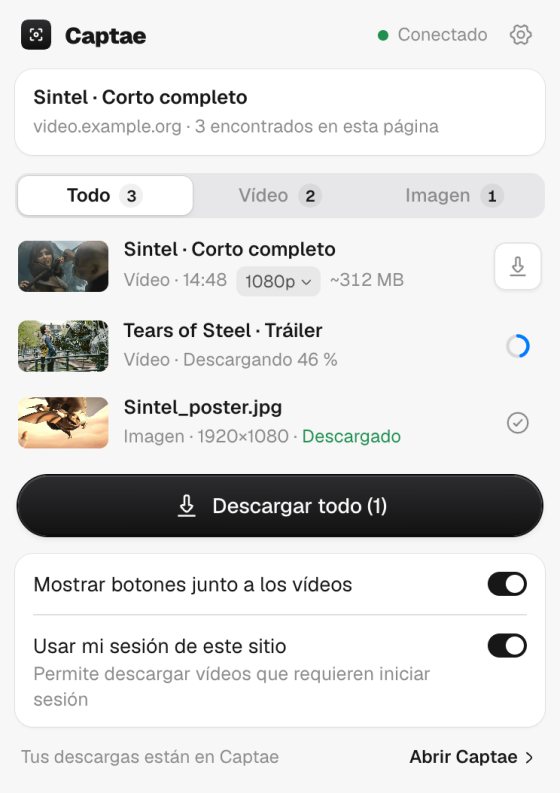 Captae
Conectado
Sintel · Corto completo
video.example.org · 3 encontrados en esta página
Todo 3
Vídeo 2
Imagen 1
Sintel · Corto completo
Vídeo · 14:48 1080p ~312 MB
Tears of Steel · Tráiler
Vídeo · Descargando 46 %
Sintel_poster.jpg
Imagen · 1920×1080 · Descargado
Descargar todo (1)
Mostrar botones junto a los vídeos
Usar mi sesión de este sitio
Permite descargar vídeos que requieren iniciar
sesión
Tus descargas están en Captae
Abrir Captae